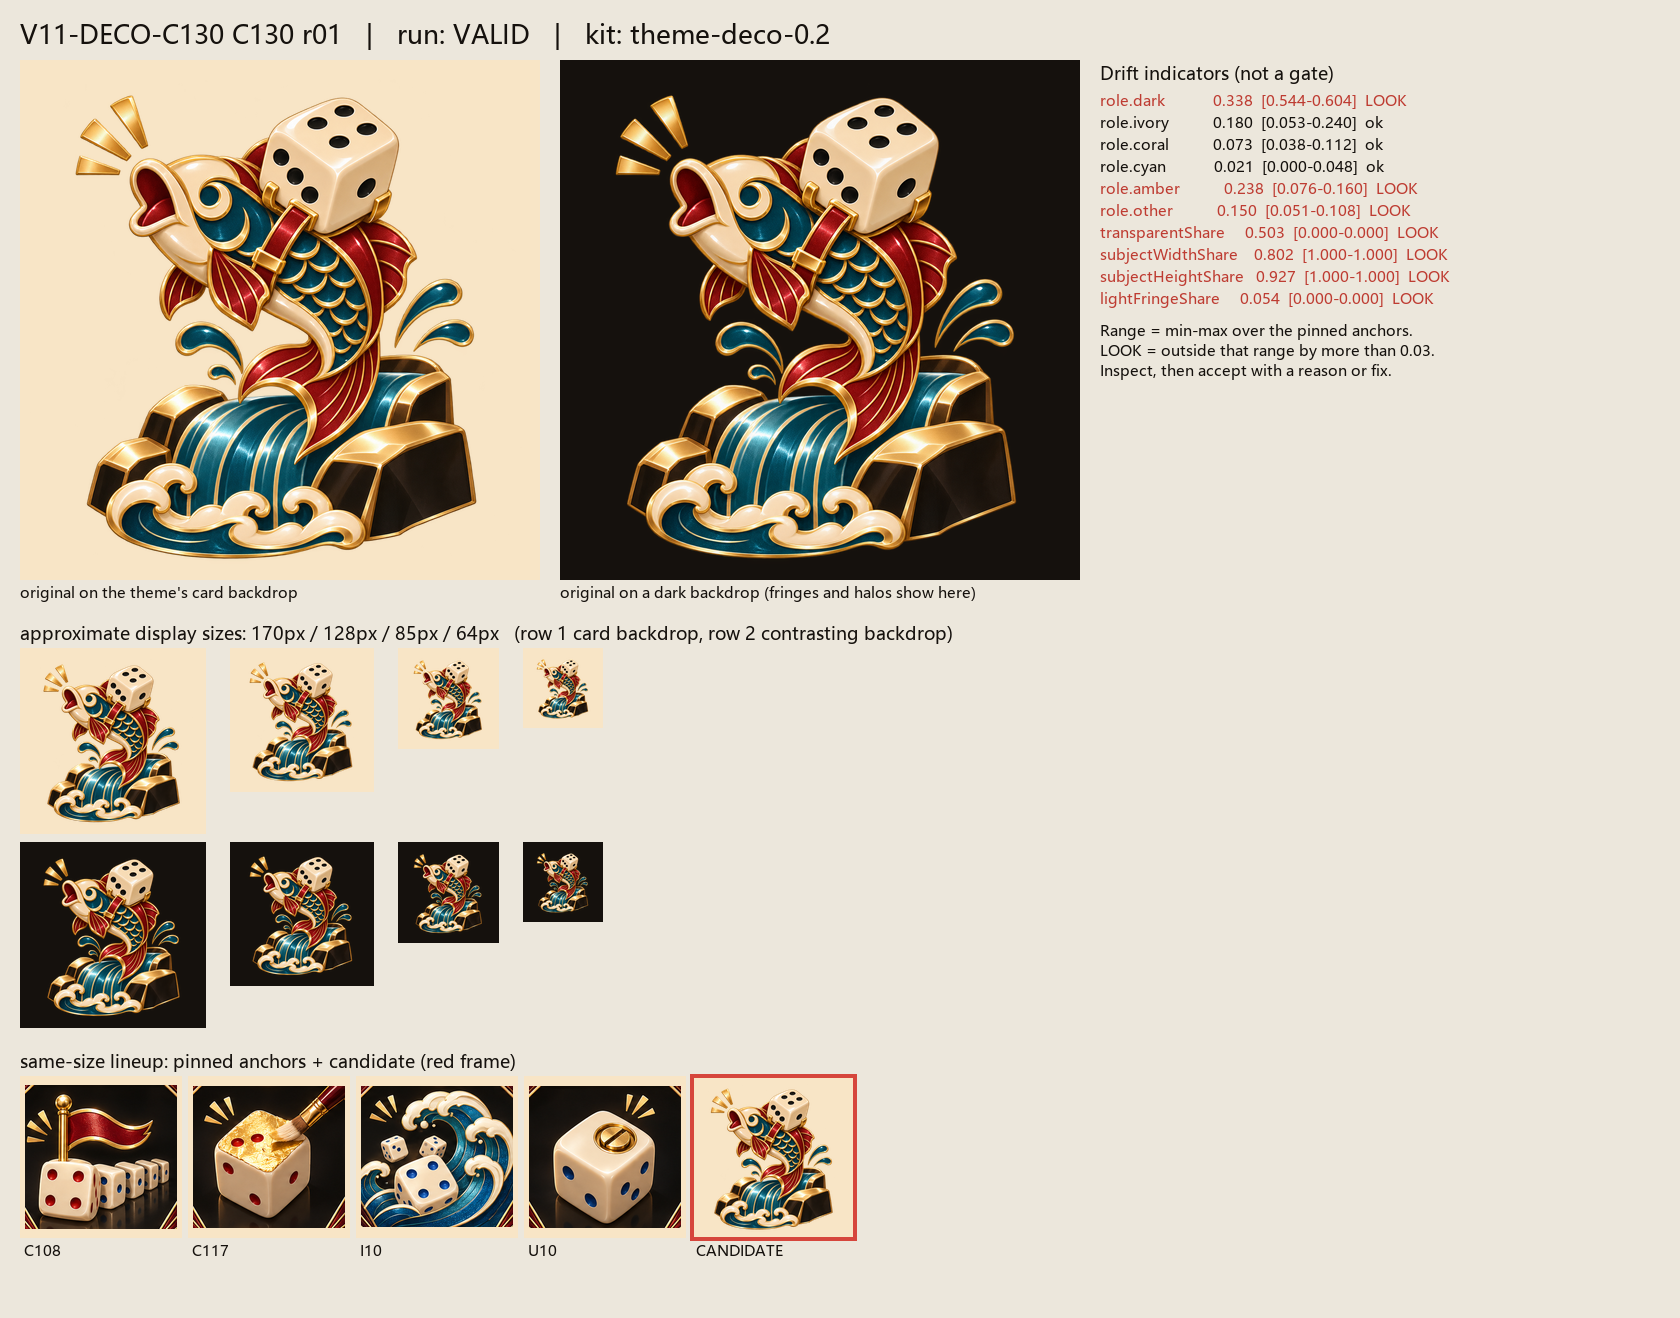 V11-DECO-C130 C130 r01 | run: VALID | kit: theme-deco-0.2
Drift indicators (not a gate)
role.dark 0.338 [0.544-0.604] LOOK
role.ivory 0.180 [0.053-0.240] ok
role.coral 0.073 [0.038-0.112] ok
role.cyan 0.021 [0.000-0.048] ok
role.amber 0.238 [0.076-0.160] LOOK
role.other 0.150 [0.051-0.108] LOOK
transparentShare 0.503 [0.000-0.000] LOOK
subjectWidthShare 0.802 [1.000-1.000] LOOK
subjectHeightShare 0.927 [1.000-1.000] LOOK
lightFringeShare 0.054 [0.000-0.000] LOOK
Range = min-max over the pinned anchors.
LOOK = outside that range by more than 0.03.
Inspect, then accept with a reason or fix.
original on the theme's card backdrop
original on a dark backdrop (fringes and halos show here)
approximate display sizes: 170px / 128px / 85px / 64px (row 1 card backdrop, row 2 contrasting backdrop)
same-size lineup: pinned anchors + candidate (red frame)
C108
C117
I10
U10
CANDIDATE